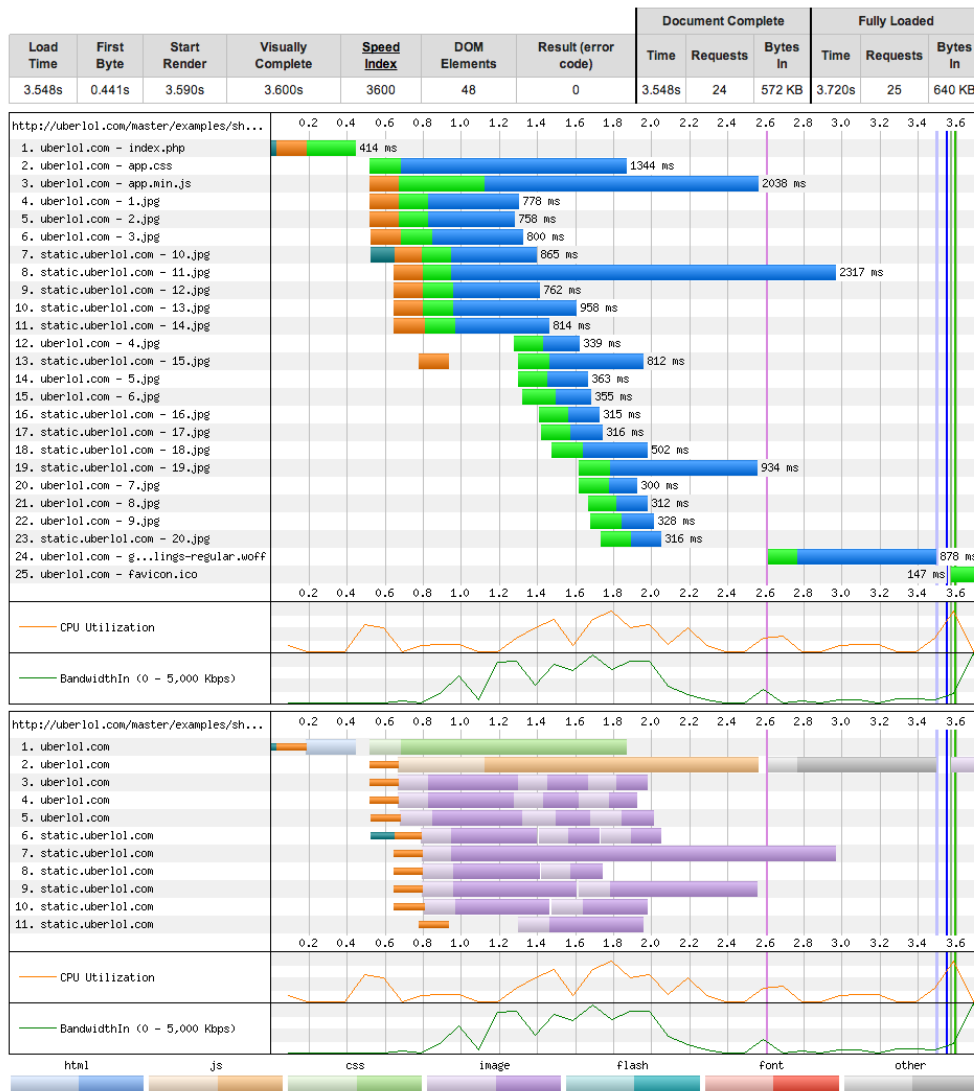 Document Complete Fully Loaded
Load Time First Byte Start Render Visually Complete Speed Index DOM Elements Result (error code) Time Requests Bytes In Time Requests Bytes In
3.548s 0.441s 3.590s 3.600s 3600 48 0 3.548s 24 572 KB 3.720s 25 640 KB
http://uberlol.com/master/examples/sh... 0.2 0.4 0.6 0.8 1.0 1.2 1.4 1.6 1.8 2.0 2.2 2.4 2.6 2.8 3.0 3.2 3.4 3.6
1. uberlol.com - index.php 414 ms
2. uberlol.com - app.css 1344 ms
3. uberlol.com - app.min.js 2038 ms
4. uberlol.com - 1.jpg 778 ms
5. uberlol.com - 2.jpg 758 ms
6. uberlol.com - 3.jpg 800 ms
7. static.uberlol.com - 10.jpg 865 ms
8. static.uberlol.com - 11.jpg 2317 ms
9. static.uberlol.com - 12.jpg 762 ms
10. static.uberlol.com - 13.jpg 958 ms
11. static.uberlol.com - 14.jpg 814 ms
12. uberlol.com - 4.jpg 339 ms
13. static.uberlol.com - 15.jpg 812 ms
14. uberlol.com - 5.jpg 363 ms
15. uberlol.com - 6.jpg 355 ms
16. static.uberlol.com - 16.jpg 315 ms
17. static.uberlol.com - 17.jpg 316 ms
18. static.uberlol.com - 18.jpg 502 ms
19. static.uberlol.com - 19.jpg 934 ms
20. uberlol.com - 7.jpg 300 ms
21. uberlol.com - 8.jpg 312 ms
22. uberlol.com - 9.jpg 328 ms
23. static.uberlol.com - 20.jpg 316 ms
24. uberlol.com - g...lings-regular.woff 878 ms
25. uberlol.com - favicon.ico 147 ms
0.2 0.4 0.6 0.8 1.0 1.2 1.4 1.6 1.8 2.0 2.2 2.4 2.6 2.8 3.0 3.2 3.4 3.6
CPU Utilization
BandwidthIn (0 - 5,000 Kbps)
http://uberlol.com/master/examples/sh... 0.2 0.4 0.6 0.8 1.0 1.2 1.4 1.6 1.8 2.0 2.2 2.4 2.6 2.8 3.0 3.2 3.4 3.6
1. uberlol.com
2. uberlol.com
3. uberlol.com
4. uberlol.com
5. uberlol.com
6. static.uberlol.com
7. static.uberlol.com
8. static.uberlol.com
9. static.uberlol.com
10. static.uberlol.com
11. static.uberlol.com
0.2 0.4 0.6 0.8 1.0 1.2 1.4 1.6 1.8 2.0 2.2 2.4 2.6 2.8 3.0 3.2 3.4 3.6
CPU Utilization
BandwidthIn (0 - 5,000 Kbps)
html js css image flash font other